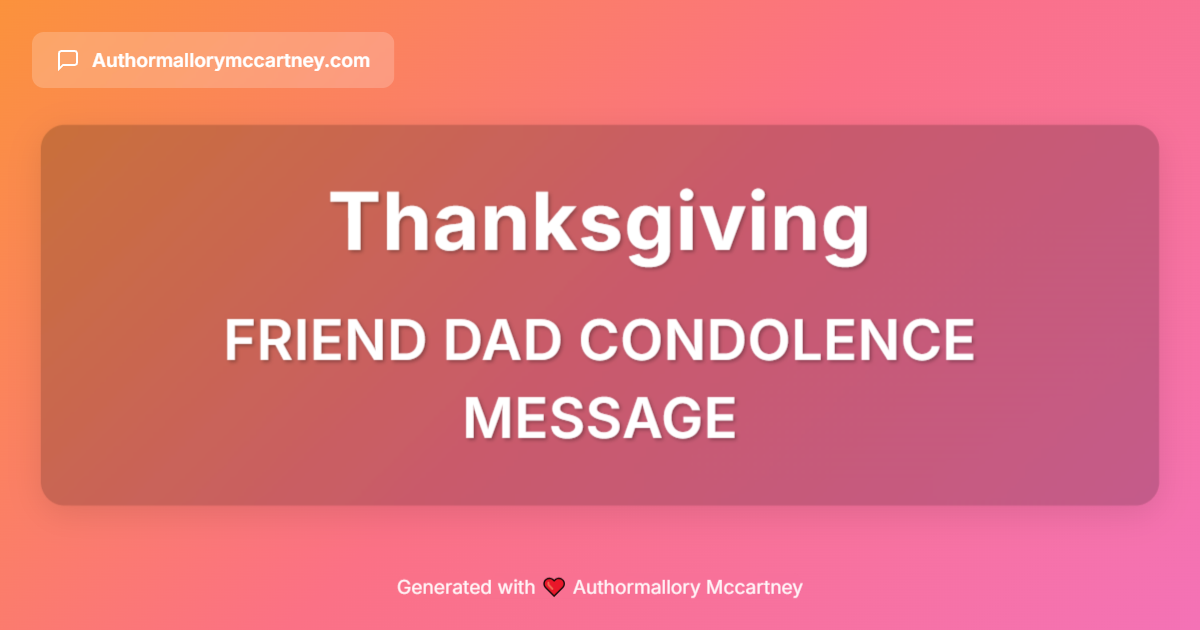 Authormallorymccartney.com
Thanksgiving
FRIEND DAD CONDOLENCE
MESSAGE
Generated with ❤️ Authormallory Mccartney